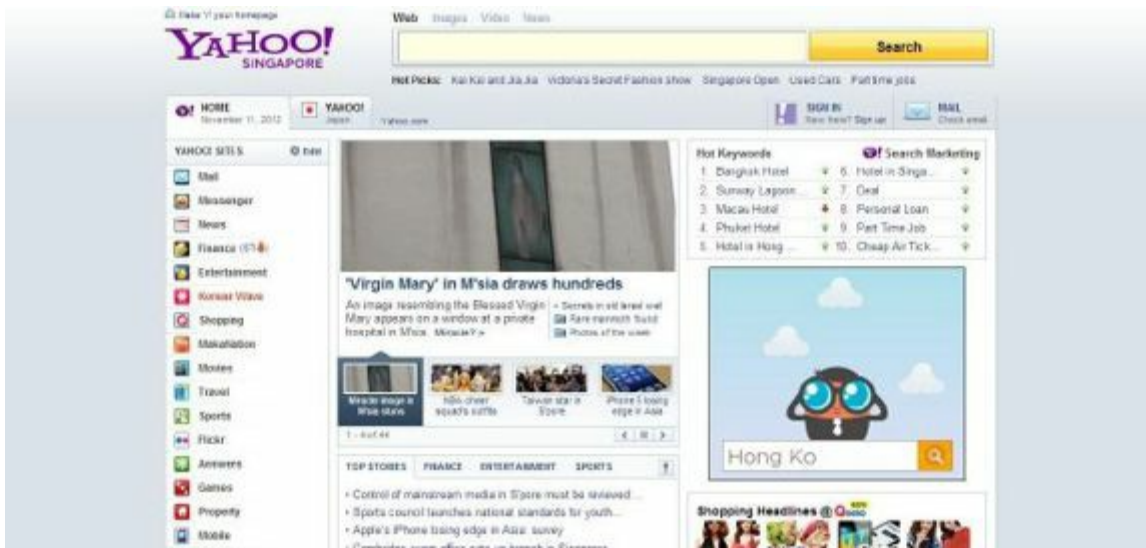 Make Y! your homepage
YAHOO!
SINGAPORE
Web Images Video News
Search
Hot Picks: Kai Kai and Jia Jia Victoria's Secret Fashion show Singapore Open Used Cars Part time jobs
HOME
November 11, 2012
YAHOO!
Japan
Yahoo.com
SIGN IN
New here? Sign up
MAIL
Check email
YAHOO! SITES
Mail
Messenger
News
Finance
Entertainment
Korean Wave
Shopping
MakaNation
Movies
Travel
Sports
Flickr
Answers
Games
Property
Mobile
'Virgin Mary' in M'sia draws hundreds
An image resembling the Blessed Virgin
Mary appears on a window at a private
hospital in M'sia. Miracle? »
Rare mammoth found
Photos of the week
Miracle image in
M'sia stuns
NBA cheer
squad's outfits
Taiwan star in
S'pore
iPhone 5 losing
edge in Asia
TOP STORIES FINANCE ENTERTAINMENT SPORTS
Control of mainstream media in S'pore must be reviewed...
Sports council launches national standards for youth...
Apple's iPhone losing edge in Asia: survey
Hot Keywords
Y! Search Marketing
1. Bangkok Hotel
2. Sunway Lagoon...
3. Macau Hotel
4. Phuket Hotel
5. Hotel in Hong ...
6. Hotel in Singa...
7. Deal
8. Personal Loan
9. Part Time Job
10. Cheap Air Tick...
Hong Ko
Shopping Headlines @ Qoo10